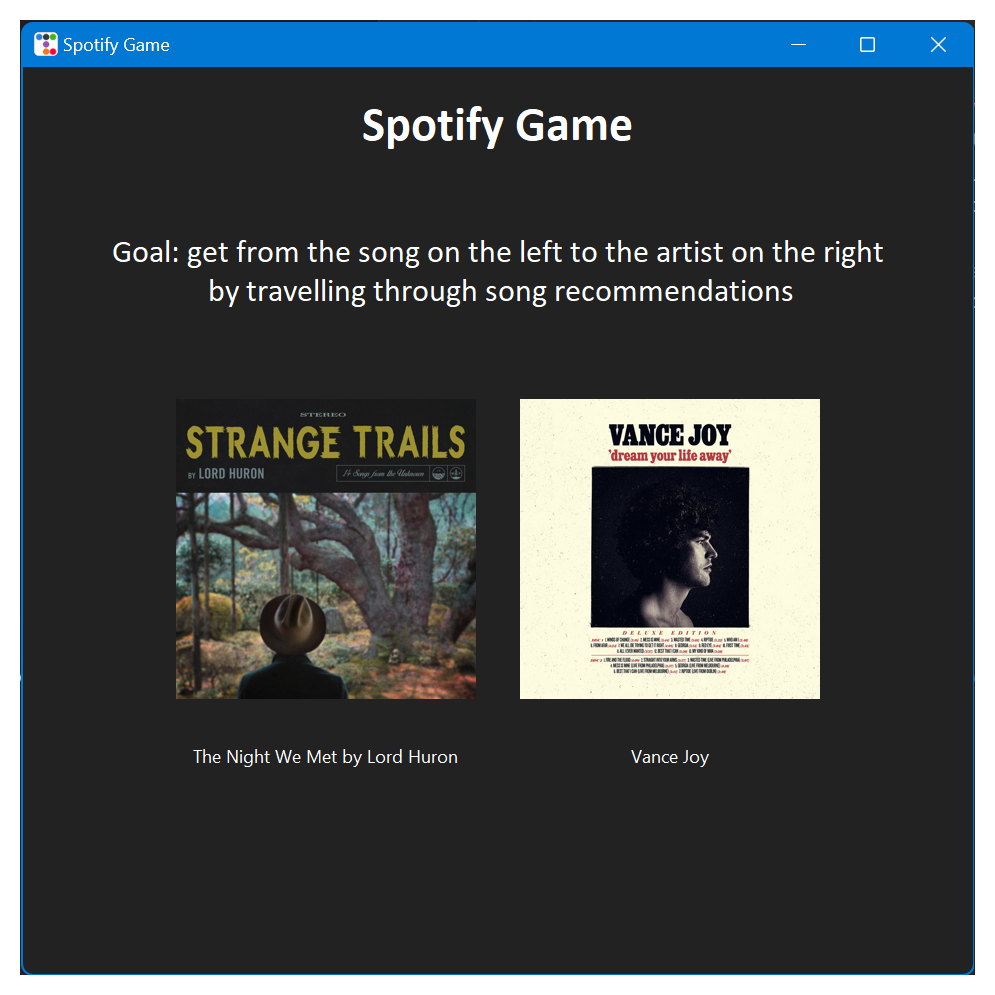 Spotify Game
Spotify Game
Goal: get from the song on the left to the artist on the right
by travelling through song recommendations
STEREO
STRANGE TRAILS
BY LORD HURON
14 Songs from the Unknown
VANCE JOY
'dream your life away'
DELUXE EDITION
The Night We Met by Lord Huron
Vance Joy